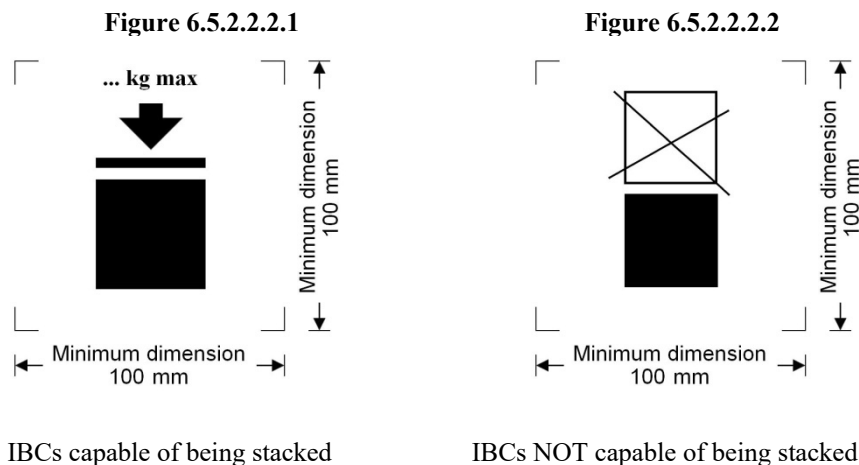 Figure 6.5.2.2.2.1
Figure 6.5.2.2.2.2
... kg max
Minimum dimension
100 mm
Minimum dimension
100 mm
Minimum dimension
100 mm
Minimum dimension
100 mm
IBCs capable of being stacked
IBCs NOT capable of being stacked